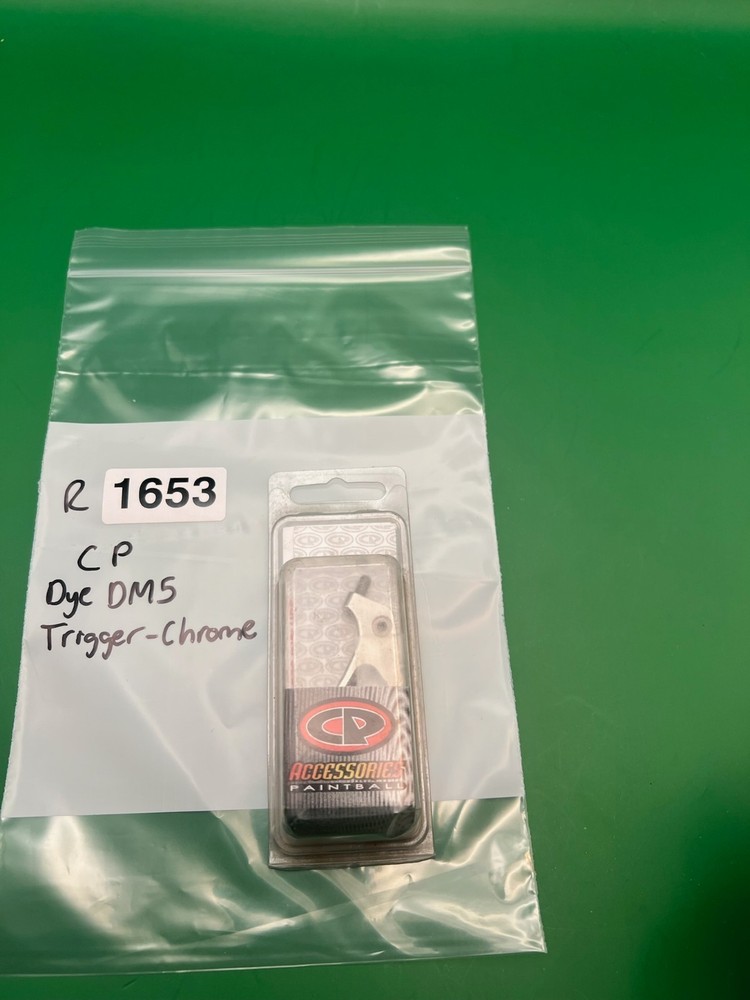 R 1653
CP
Dye DM5
Trigger-Chrome
CP
ACCESSORIES
PAINTBALL